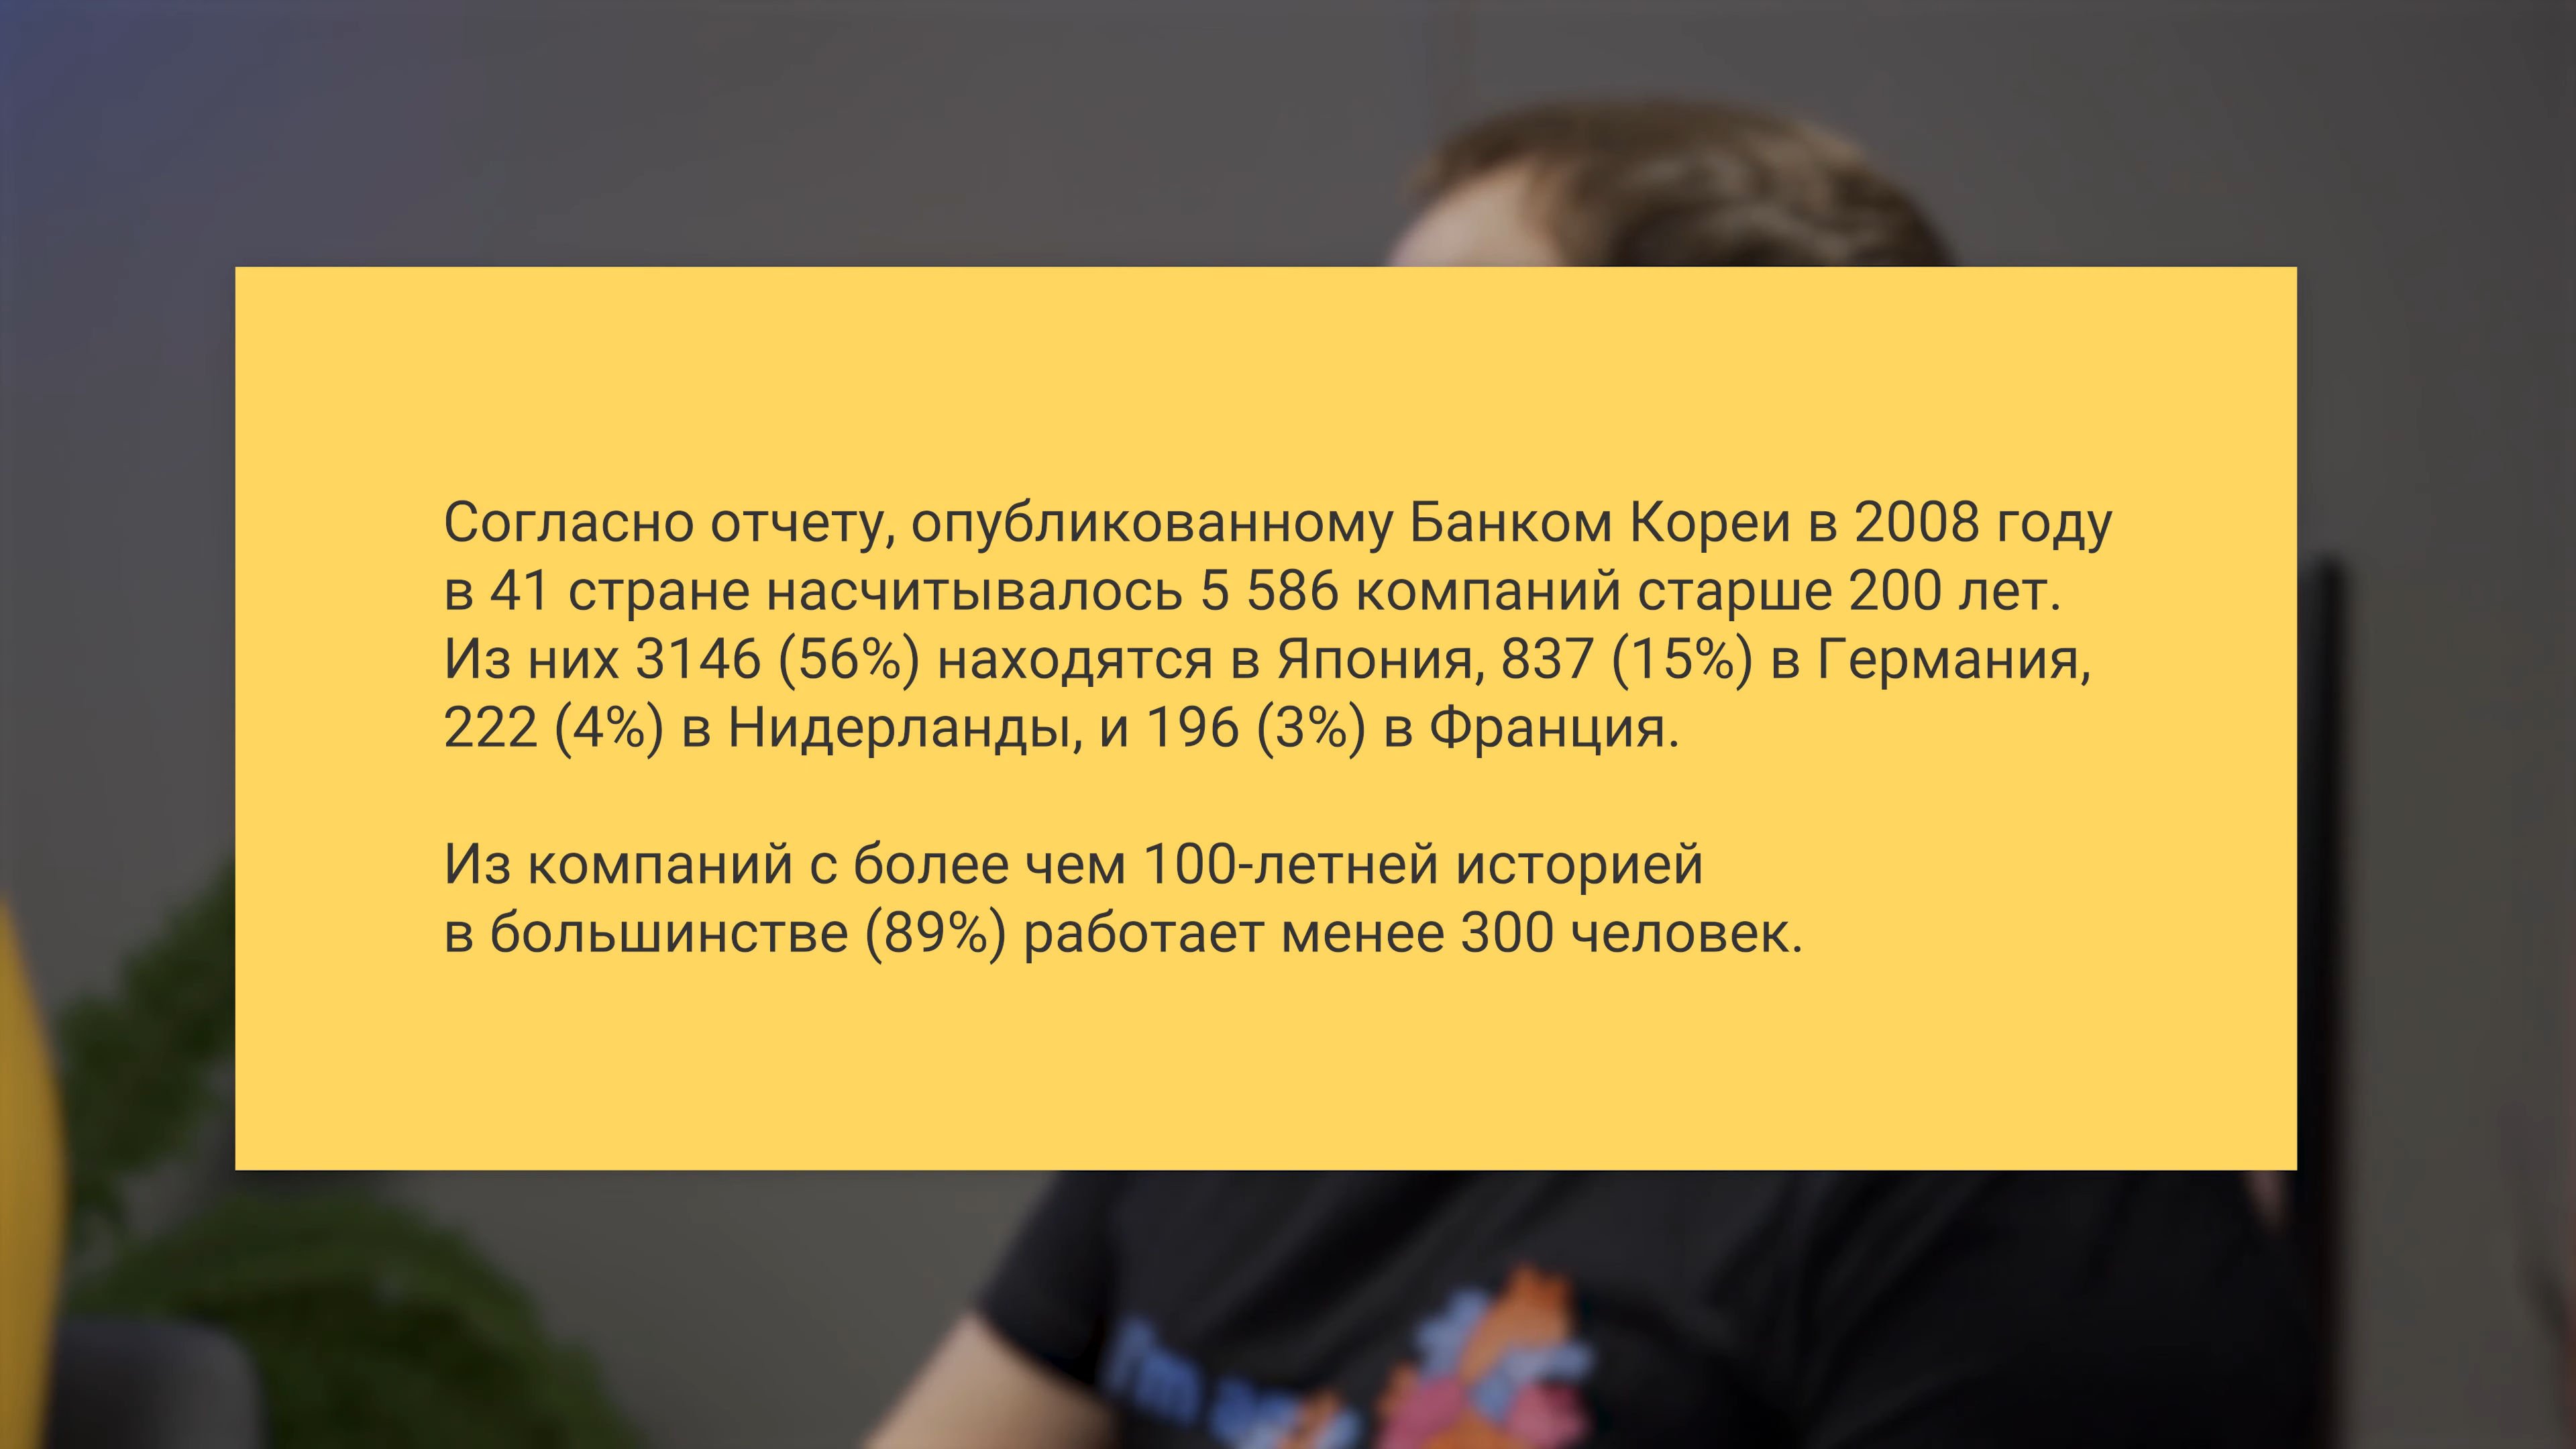 Согласно отчету, опубликованному Банком Кореи в 2008 году
в 41 стране насчитывалось 5 586 компаний старше 200 лет.
Из них 3146 (56%) находятся в Япония, 837 (15%) в Германия,
222 (4%) в Нидерланды, и 196 (3%) в Франция.
Из компаний с более чем 100-летней историей
в большинстве (89%) работает менее 300 человек.
I'm